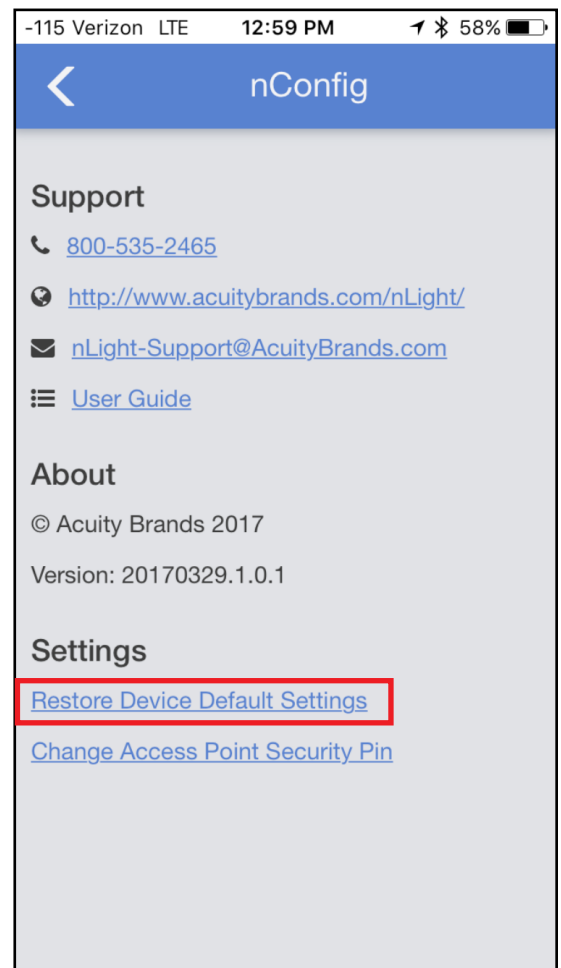 -115 Verizon LTE 12:59 PM 58%
nConfig
Support
800-535-2465
http://www.acuitybrands.com/nLight/
nLight-Support@AcuityBrands.com
User Guide
About
© Acuity Brands 2017
Version: 20170329.1.0.1
Settings
Restore Device Default Settings
Change Access Point Security Pin